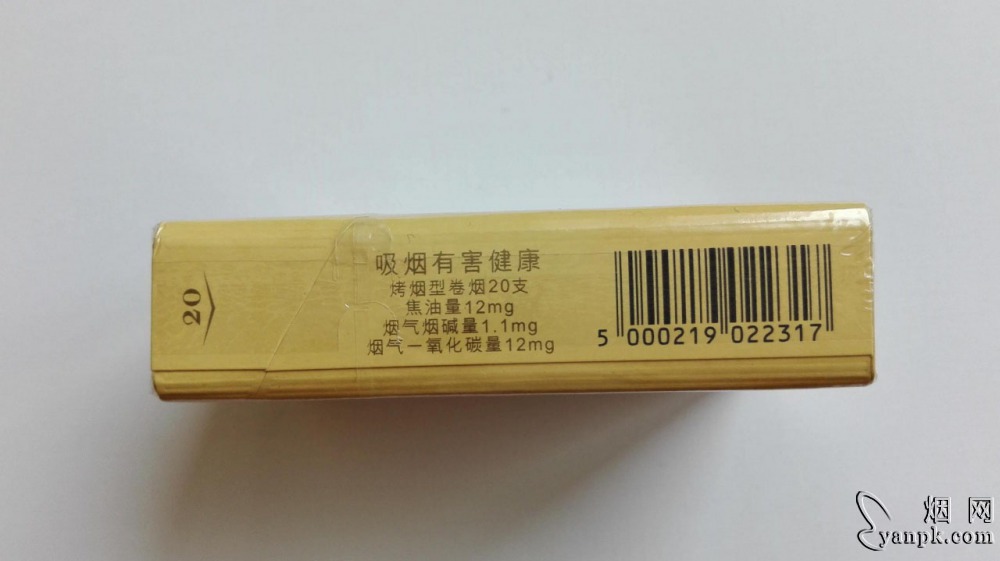 20
吸烟有害健康
烤烟型卷烟20支
焦油量12mg
烟气烟碱量1.1mg
烟气一氧化碳量12mg
5 000219 022317
烟网
yanpk.com